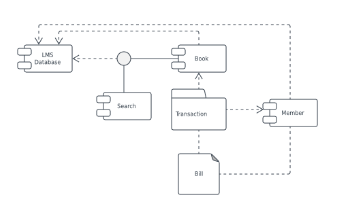 LMS
Database
Book
Search
Transaction
Member
Bill